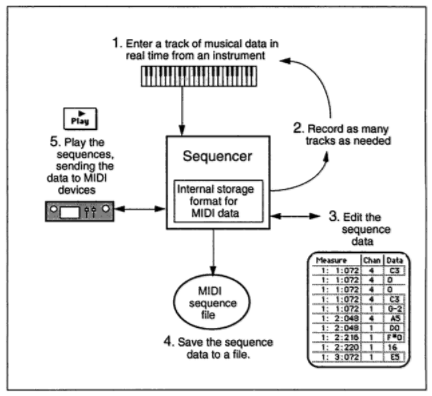 1. Enter a track of musical data in
real time from an instrument
Play
5. Play the
sequences,
sending the
data to MIDI
devices
Sequencer
Internal storage
format for
MIDI data
2. Record as many
tracks as needed
3. Edit the
sequence
data
MIDI
sequence
file
4. Save the sequence
data to a file.
Measure Chan Data
1: 1:072 4 C3
1: 1:072 4 0
1: 1:072 4 0
1: 1:072 4 C3
1: 1:072 1 G-2
1: 2:048 4 A5
1: 2:048 1 D0
1: 2:216 1 F#0
1: 2:220 1 16
1: 3:072 1 E5